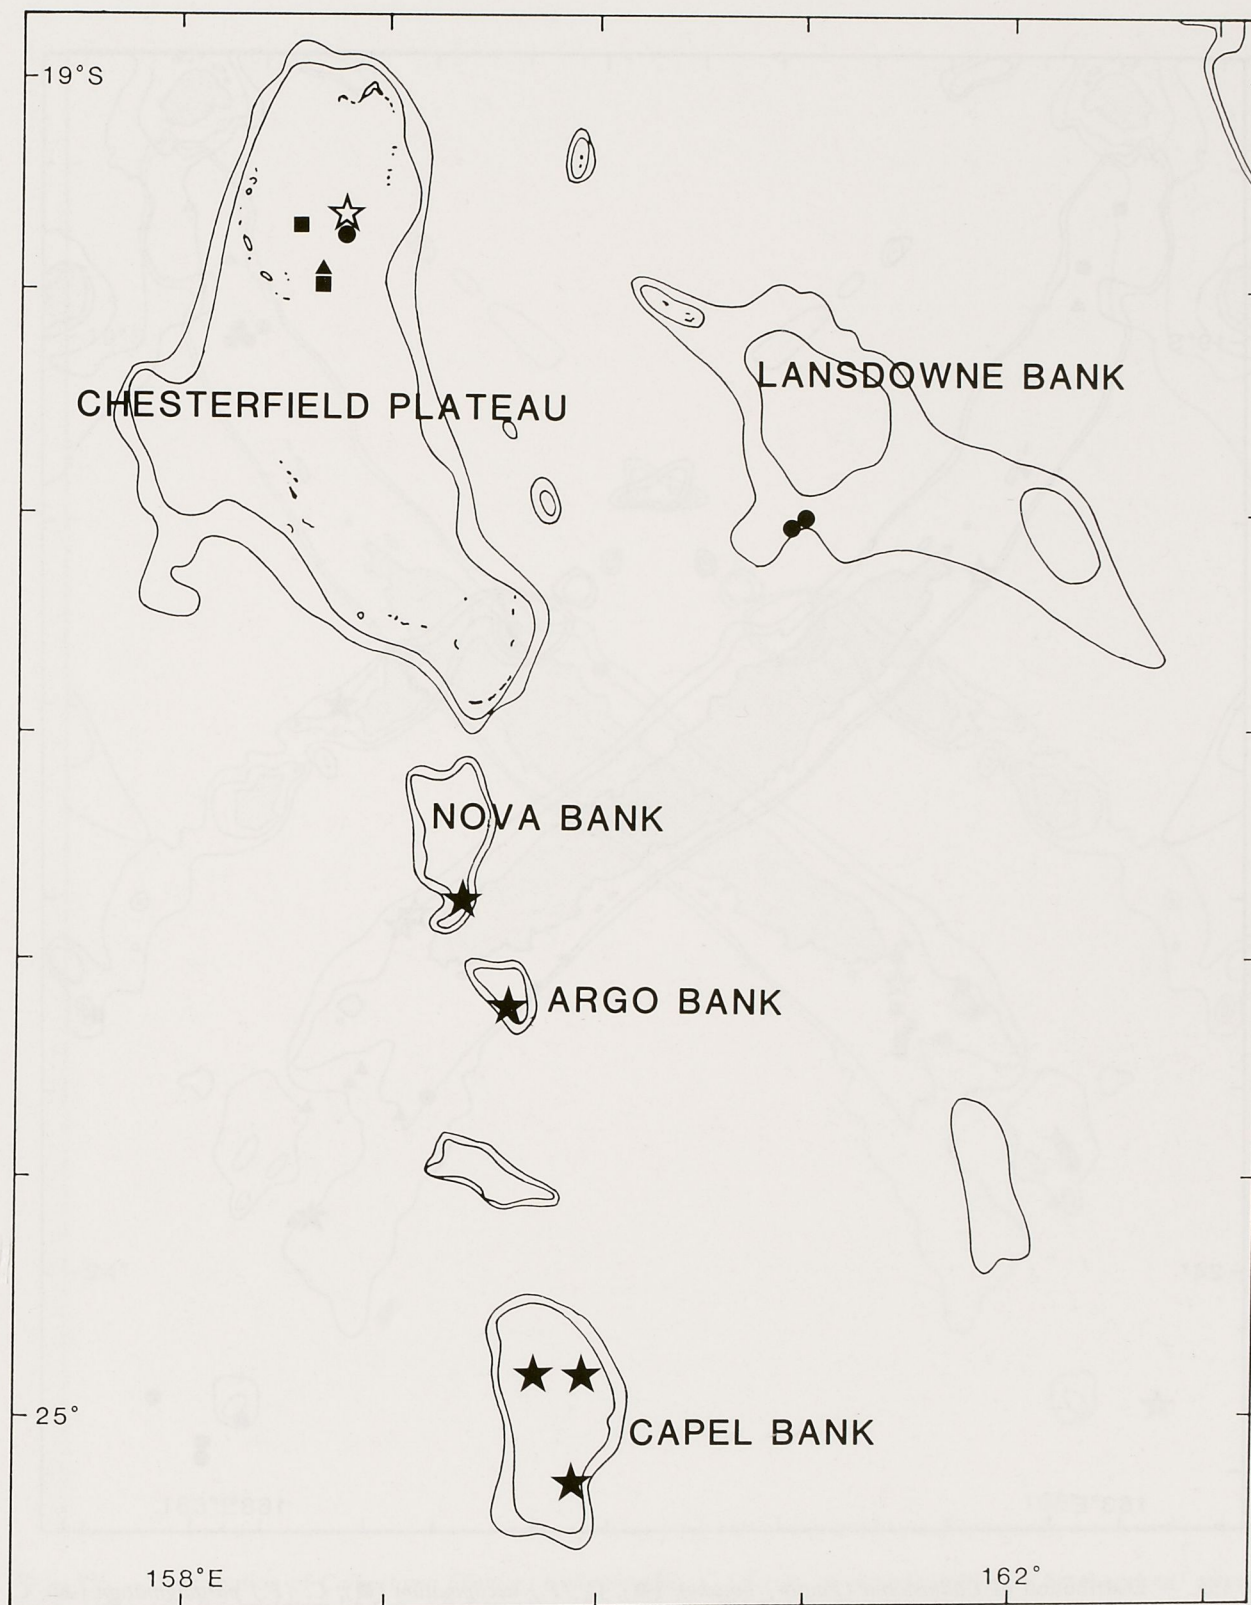 19°S
LANSDOWNE BANK
CHESTERFIELD PLATEAU
NOVA BANK
ARGO BANK
25°
CAPEL BANK
158°E
162°